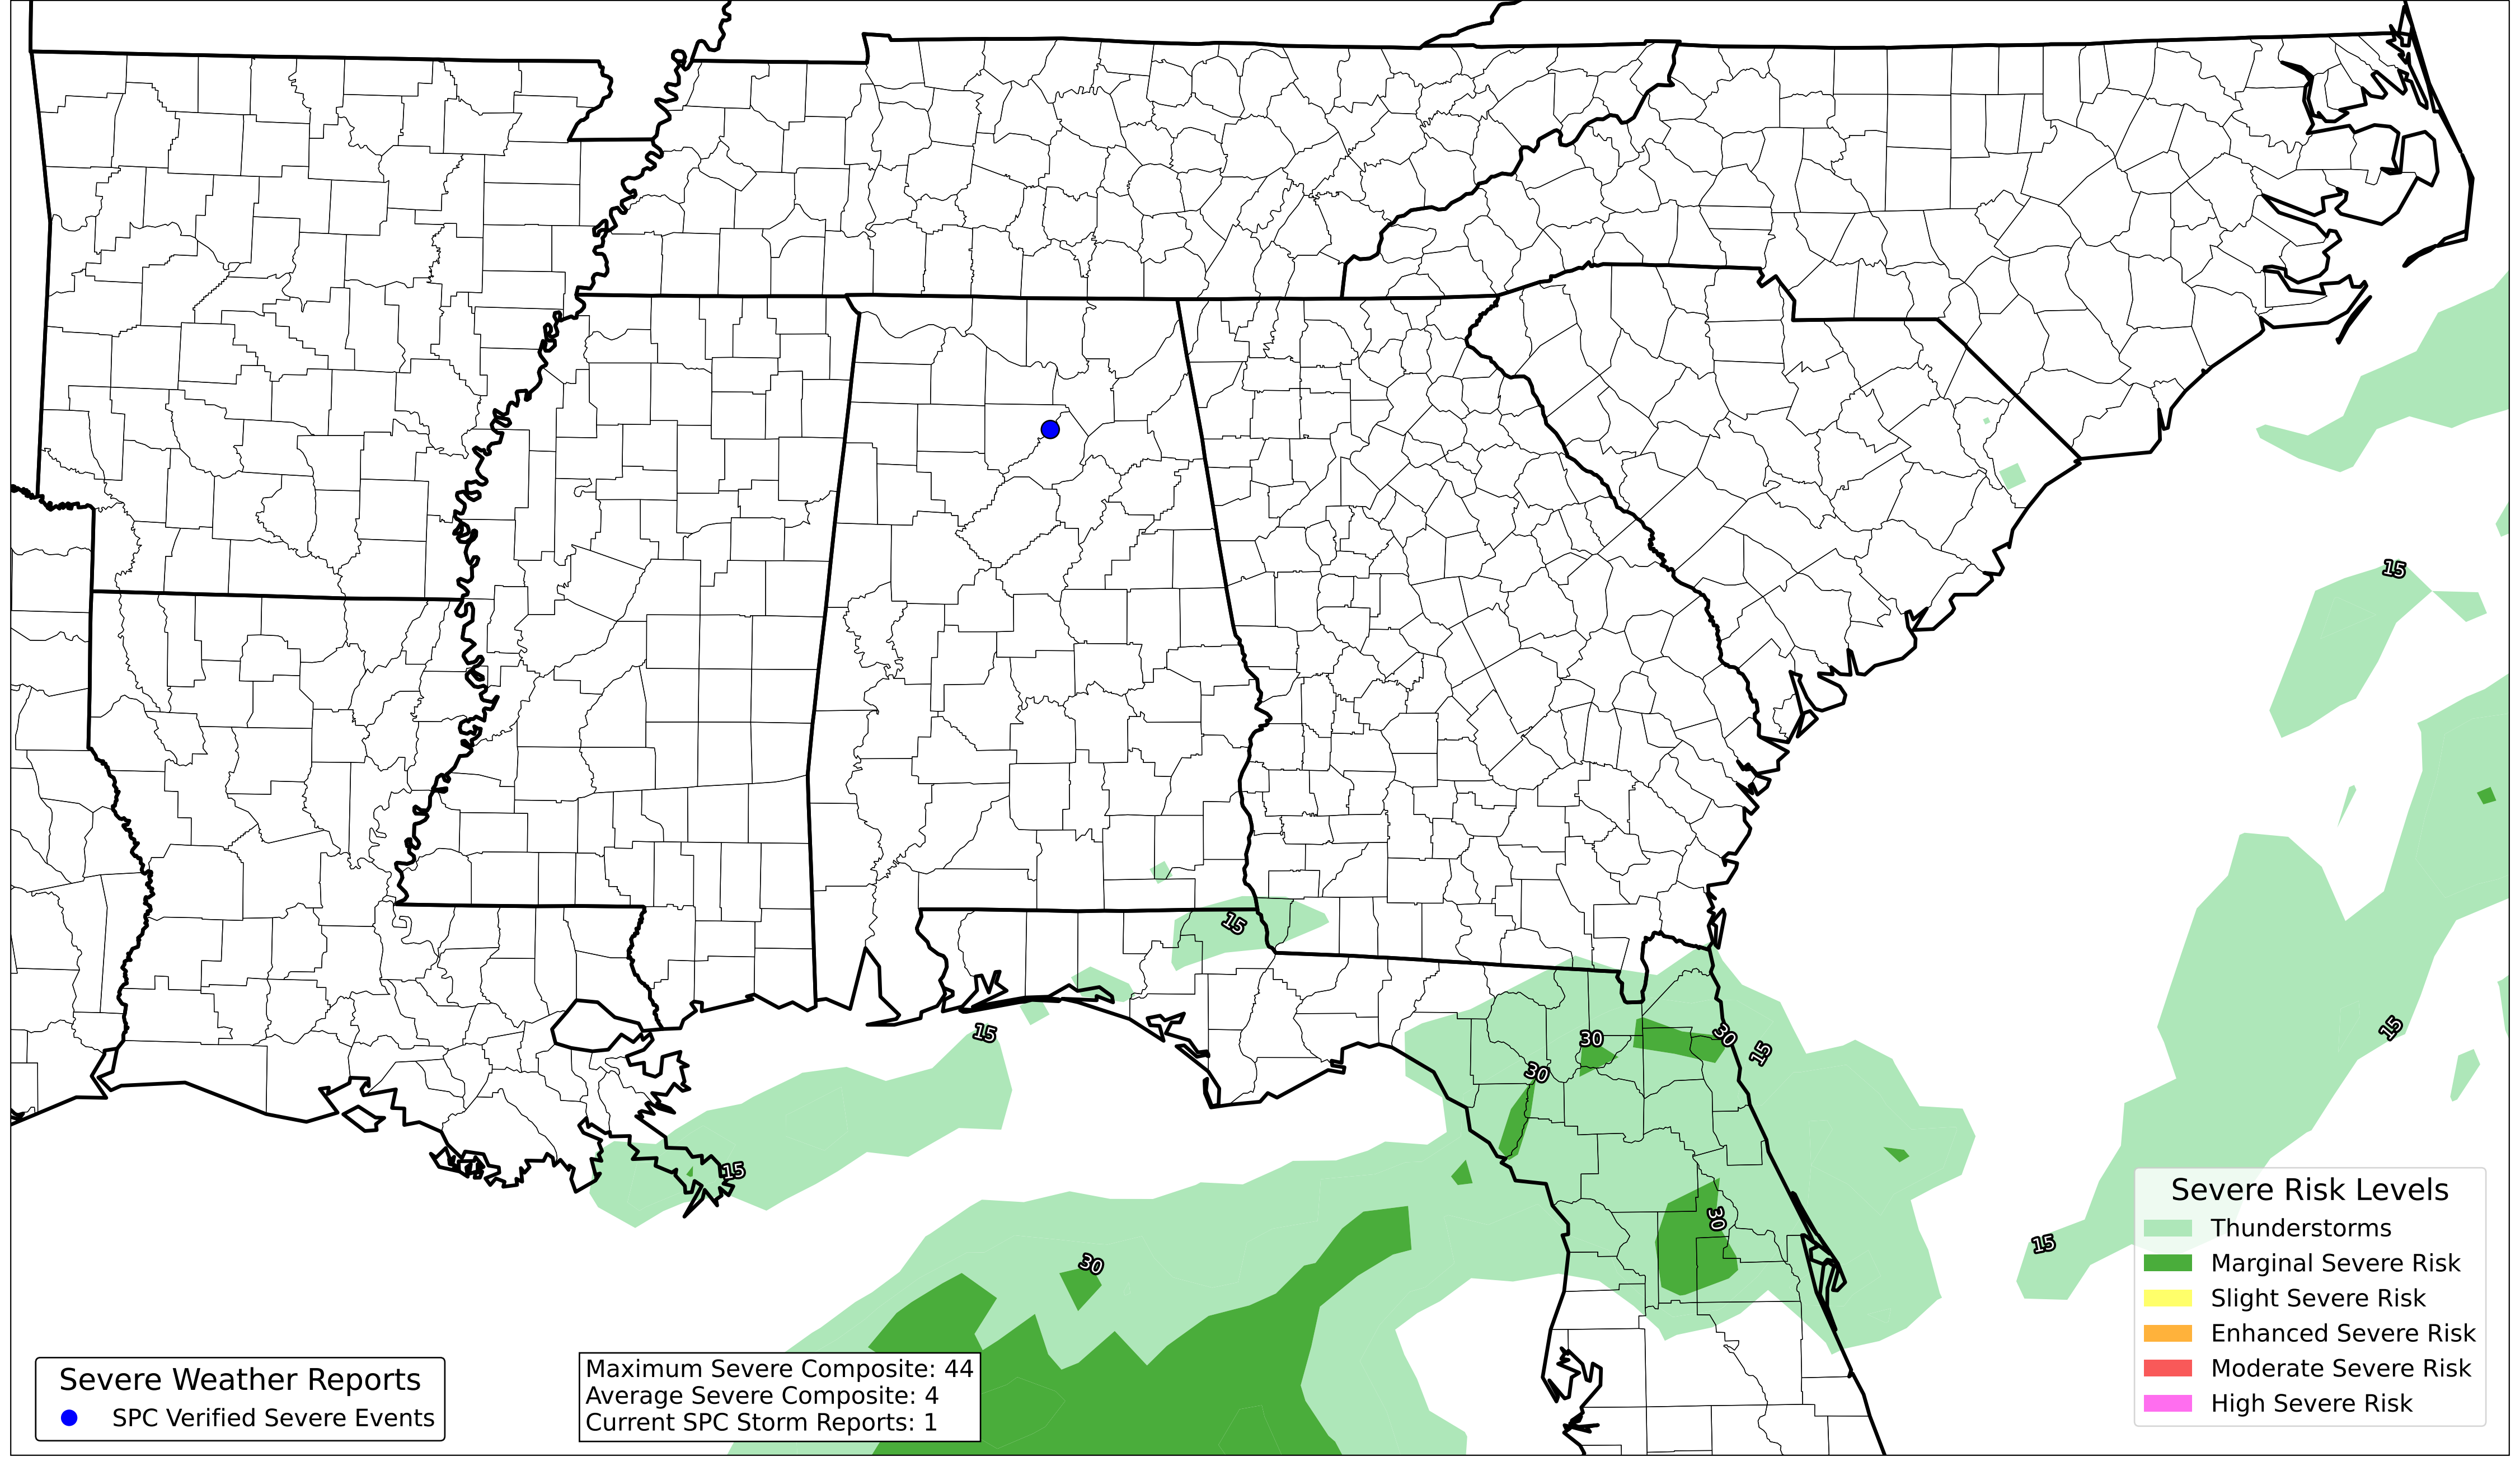 15
15
15
30
30
30
15
15
15
30
15
30
Severe Risk Levels
Thunderstorms
Marginal Severe Risk
Slight Severe Risk
Enhanced Severe Risk
Moderate Severe Risk
High Severe Risk
Severe Weather Reports
SPC Verified Severe Events
Maximum Severe Composite: 44
Average Severe Composite: 4
Current SPC Storm Reports: 1